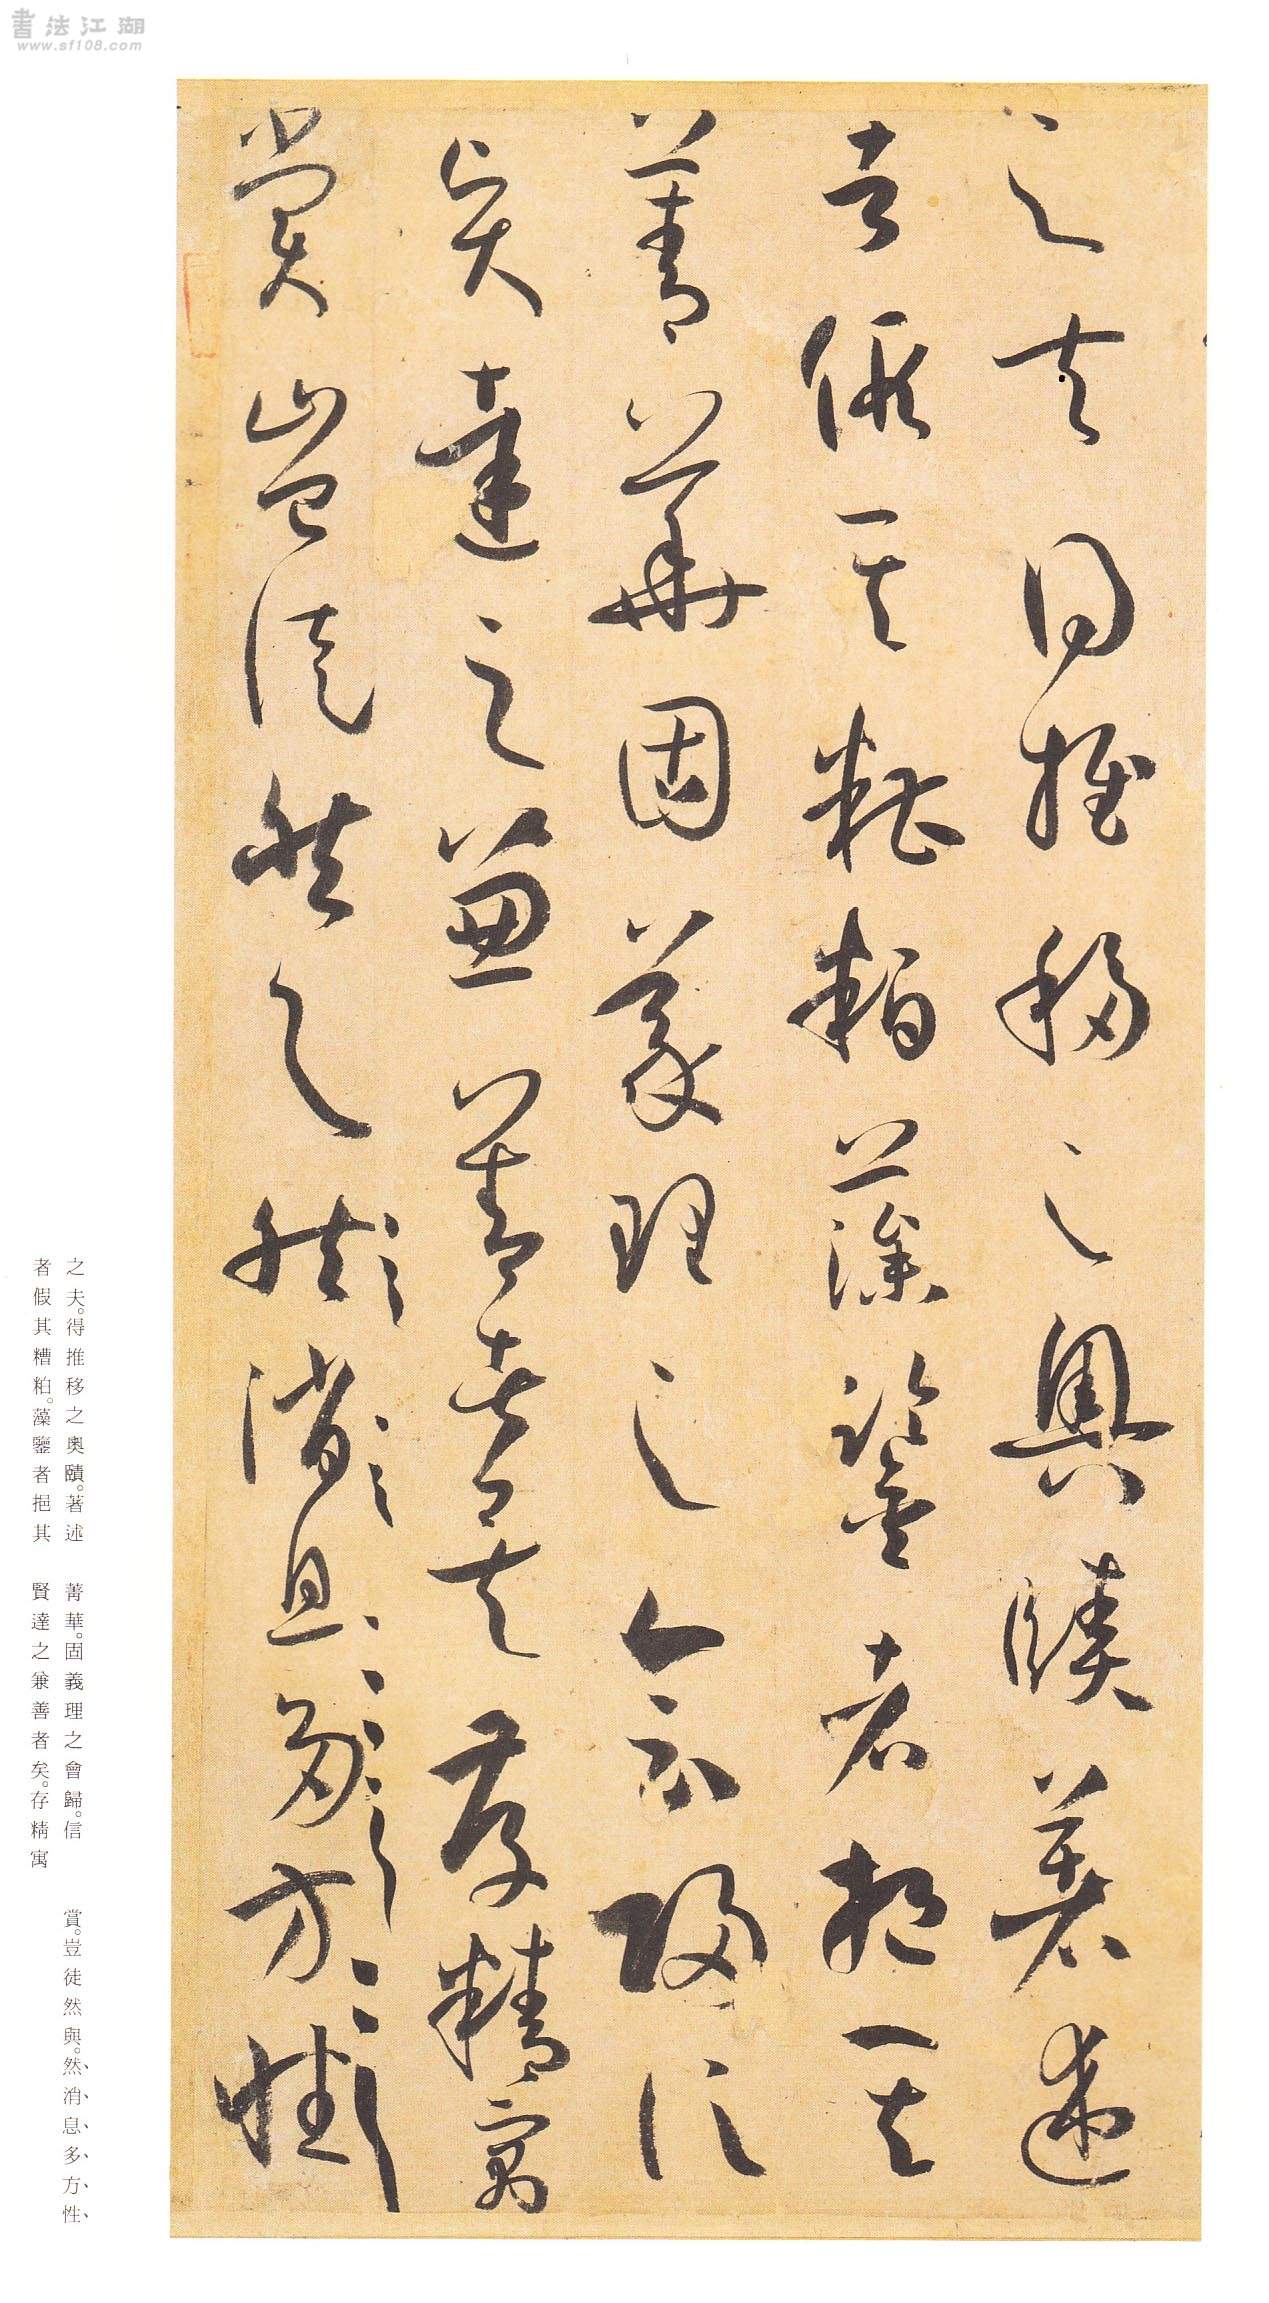 書法江湖
www.sf108.com
之夫同推移之奧賾著述
者假其糟粕藻鑒者挹其
菁華固義理之會歸信
賢達之兼善者矣存精寓
賞豈徒然與然消息多方性
之夫。得推移之奧賾。著述
者假其糟粕。藻鑒者挹其
菁華。固義理之會歸。信
賢達之兼善者矣。存精寓
賞。豈徒然與。然、消、息、多、方、性、